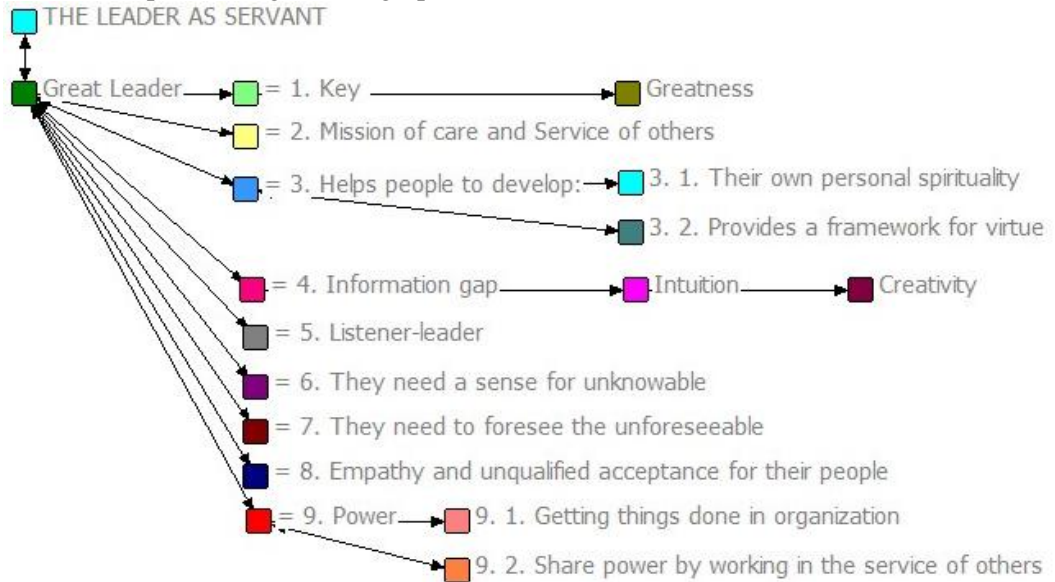 THE LEADER AS SERVANT
Great Leader = 1. Key Greatness
= 2. Mission of care and Service of others
= 3. Helps people to develop: 3. 1. Their own personal spirituality
3. 2. Provides a framework for virtue
= 4. Information gap Intuition Creativity
= 5. Listener-leader
= 6. They need a sense for unknowable
= 7. They need to foresee the unforeseeable
= 8. Empathy and unqualified acceptance for their people
= 9. Power 9. 1. Getting things done in organization
9. 2. Share power by working in the service of others